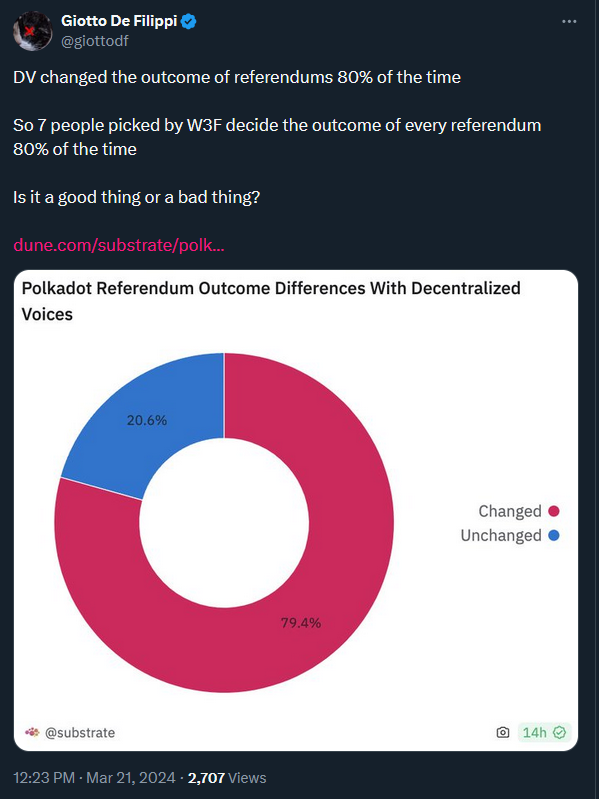 Giotto De Filippi
@giottodf
DV changed the outcome of referendums 80% of the time
So 7 people picked by W3F decide the outcome of every referendum
80% of the time
Is it a good thing or a bad thing?
dune.com/substrate/polk...
Polkadot Referendum Outcome Differences With Decentralized
Voices
20.6%
Changed
Unchanged
79.4%
@substrate
14h
12:23 PM · Mar 21, 2024 · 2,707 Views